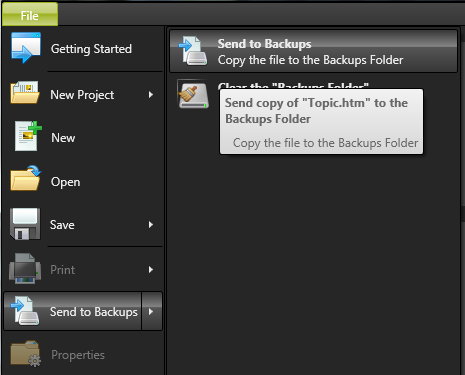 File
Getting Started
New Project
New
Open
Save
Print
Send to Backups
Properties
Send to Backups
Copy the file to the Backups Folder
Clear the "Backups Folder"
Send copy of "Topic.htm" to the
Backups Folder
Copy the file to the Backups Folder